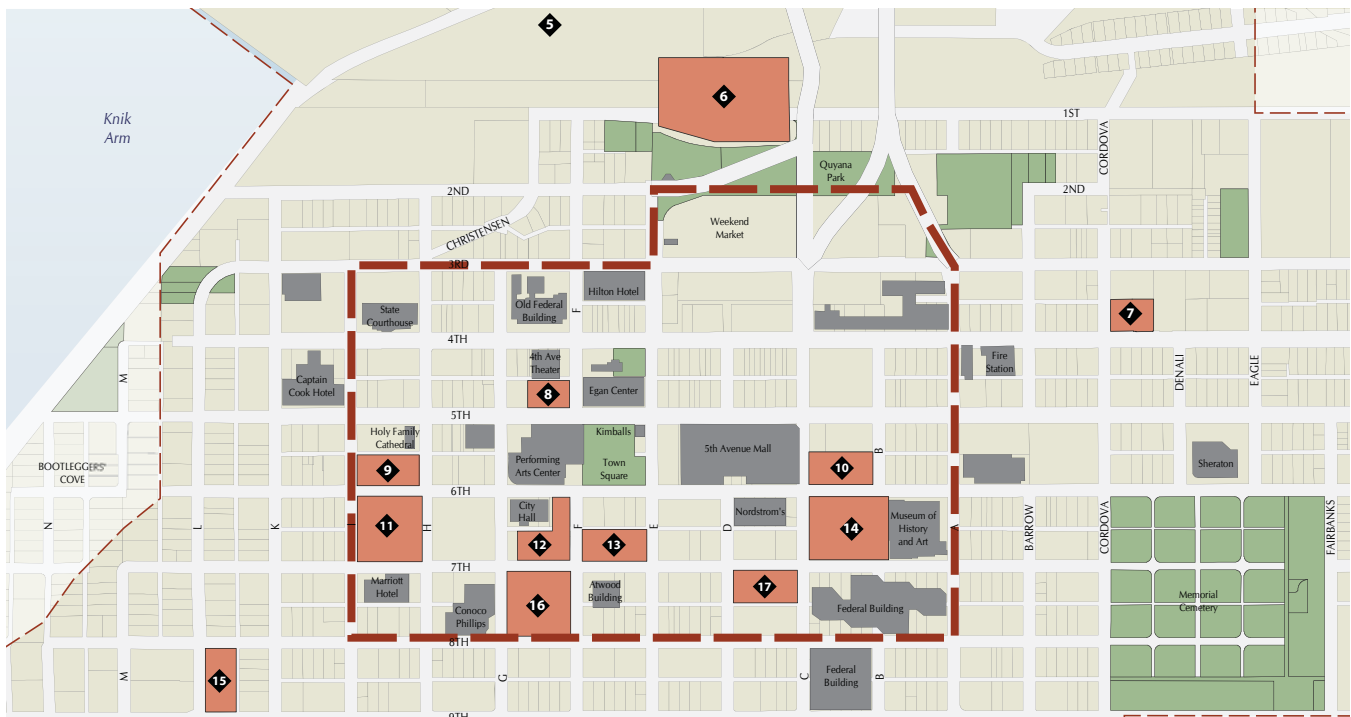 5
6
Knik
Arm
1ST
CORDOVA
Quyana
Park
2ND
2ND
Weekend
Market
CHRISTENSEN
3RD
Hilton Hotel
State
Courthouse
Old Federal
Building
F
7
4TH
4th Ave
Theater
Fire
Station
M
Captain
Cook Hotel
8
Egan Center
DENALI
EAGLE
5TH
Holy Family
Cathedral
Kimballs
Performing
Arts Center
Town
Square
5th Avenue Mall
B
9
10
Sheraton
BOOTLEGGERS'
COVE
6TH
City
Hall
Nordstrom's
Museum of
History
and Art
N
L
K
I
11
H
12
F
13
E
D
14
A
BARROW
CORDOVA
FAIRBANKS
7TH
Marriott
Hotel
Conoco
Phillips
16
Atwood
Building
17
Federal Building
Memorial
Cemetery
8TH
M
15
G
C
Federal
Building
B
9TH